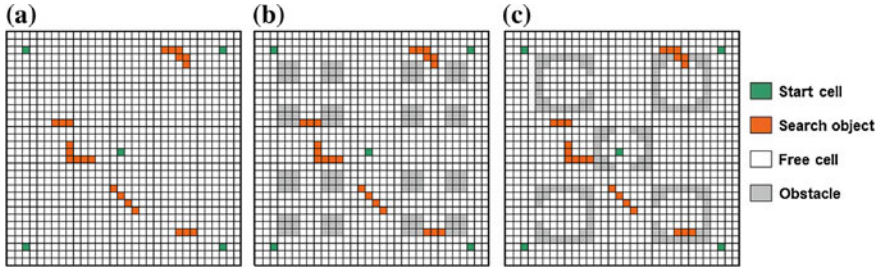 (a)
(b)
(c)
Start cell
Search object
Free cell
Obstacle